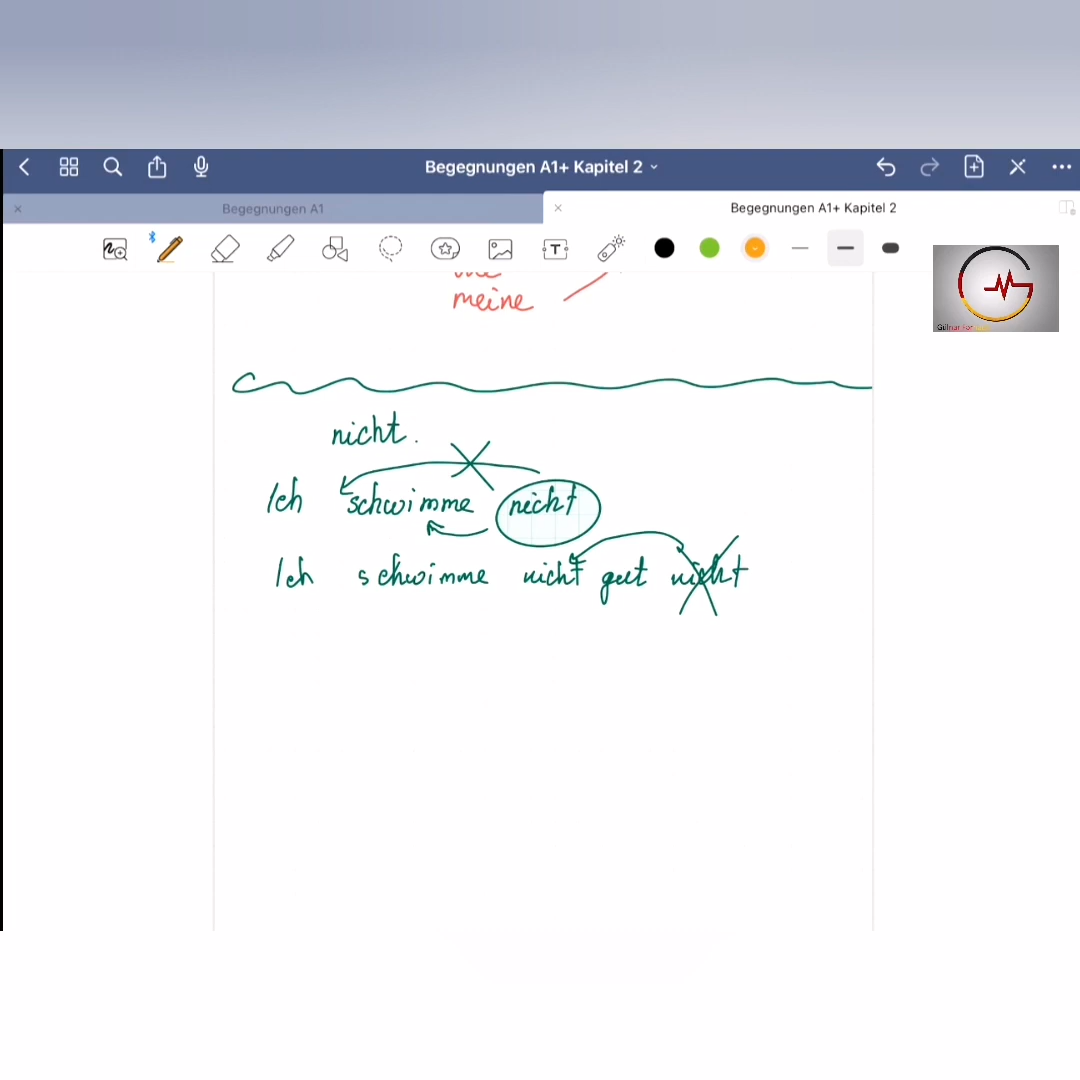 Begegnungen A1+ Kapitel 2
Begegnungen A1
Begegnungen A1+ Kapitel 2
T
meine
nicht.
Ich schwimme nicht
Ich schwimme nicht gut nicht